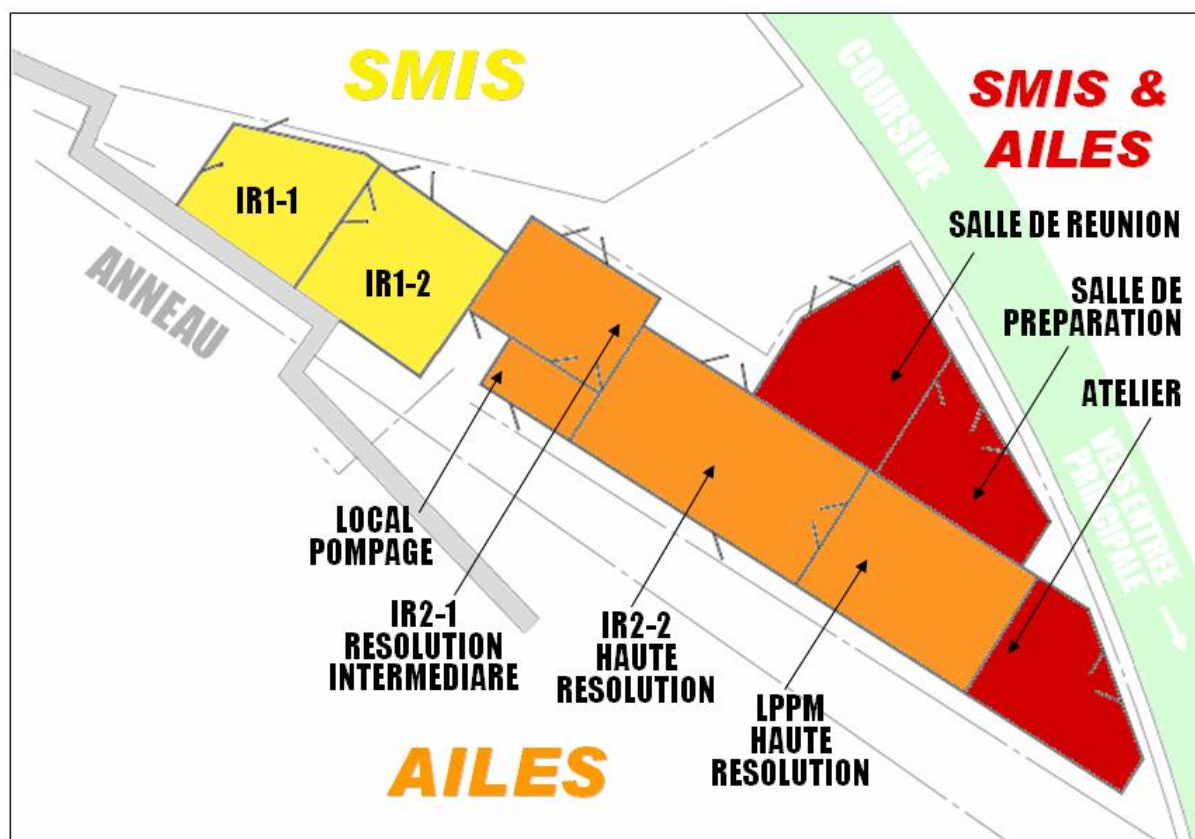 SMIS
COURSIVE
SMIS &
AILES
IR1-1
IR1-2
ANNEAU
SALLE DE REUNION
SALLE DE
PREPARATION
ATELIER
VERS ENTREE
PRINCIPALE
LOCAL
POMPAGE
IR2-1
RESOLUTION
INTERMEDIARE
IR2-2
HAUTE
RESOLUTION
LPPM
HAUTE
RESOLUTION
AILES